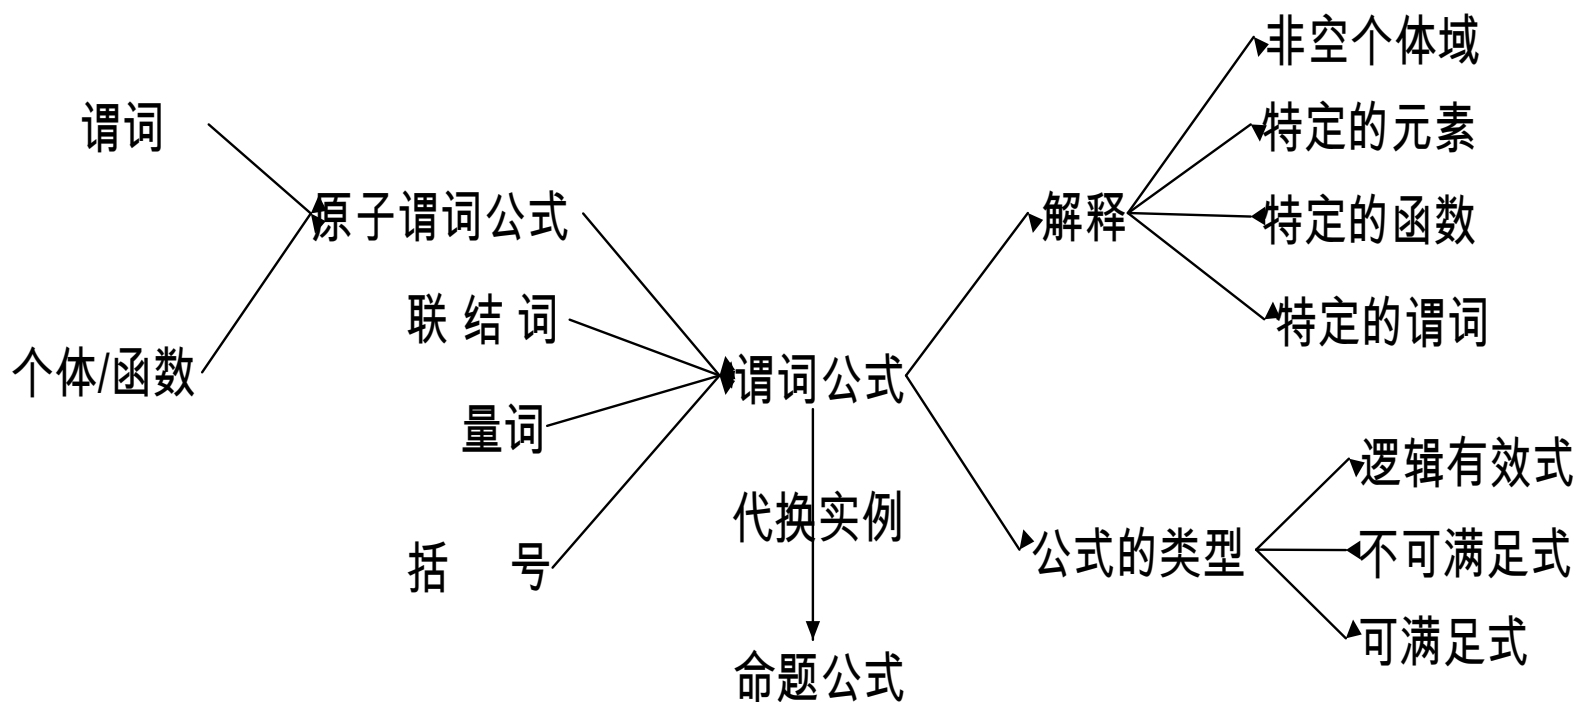 非空个体域
谓词
特定的元素
原子谓词公式
解释
特定的函数
联结词
特定的谓词
个体/函数
谓词公式
量词
逻辑有效式
代换实例
括 号
公式的类型
不可满足式
可满足式
命题公式